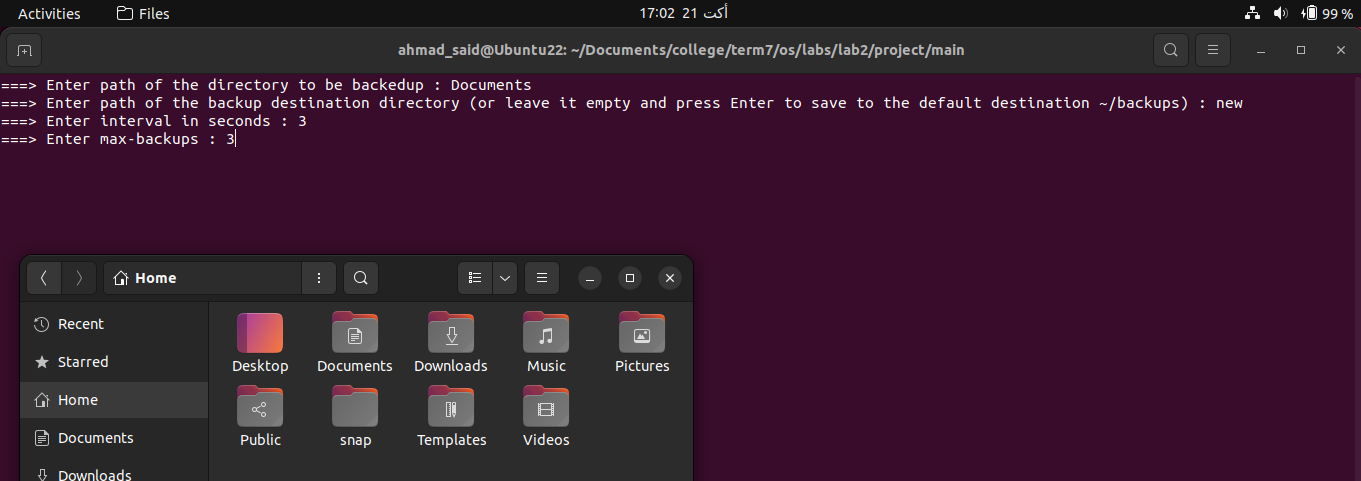 Activities Files 17:02 21 أكت 99 %
ahmad_said@Ubuntu22: ~/Documents/college/term7/os/labs/lab2/project/main
===> Enter path of the directory to be backedup : Documents
===> Enter path of the backup destination directory (or leave it empty and press Enter to save to the default destination ~/backups) : new
===> Enter interval in seconds : 3
===> Enter max-backups : 3
Home
Recent
Starred
Home
Documents
Downloads
Desktop Documents Downloads Music Pictures
Public snap Templates Videos